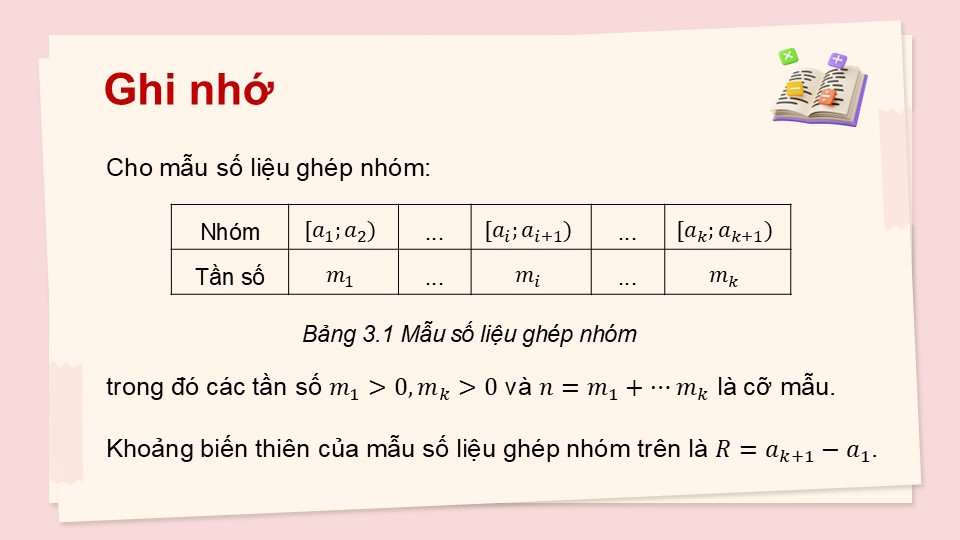 Ghi nhớ
Cho mẫu số liệu ghép nhóm:
Nhóm [𝑎₁; 𝑎₂) ... [𝑎ᵢ; 𝑎ᵢ₊₁) ... [𝑎ₖ; 𝑎ₖ₊₁)
Tần số 𝑚₁ ... 𝑚ᵢ ... 𝑚ₖ
Bảng 3.1 Mẫu số liệu ghép nhóm
trong đó các tần số 𝑚₁ > 0, 𝑚ₖ > 0 và 𝑛 = 𝑚₁ + ⋯ 𝑚ₖ là cỡ mẫu.
Khoảng biến thiên của mẫu số liệu ghép nhóm trên là 𝑅 = 𝑎ₖ₊₁ − 𝑎₁.